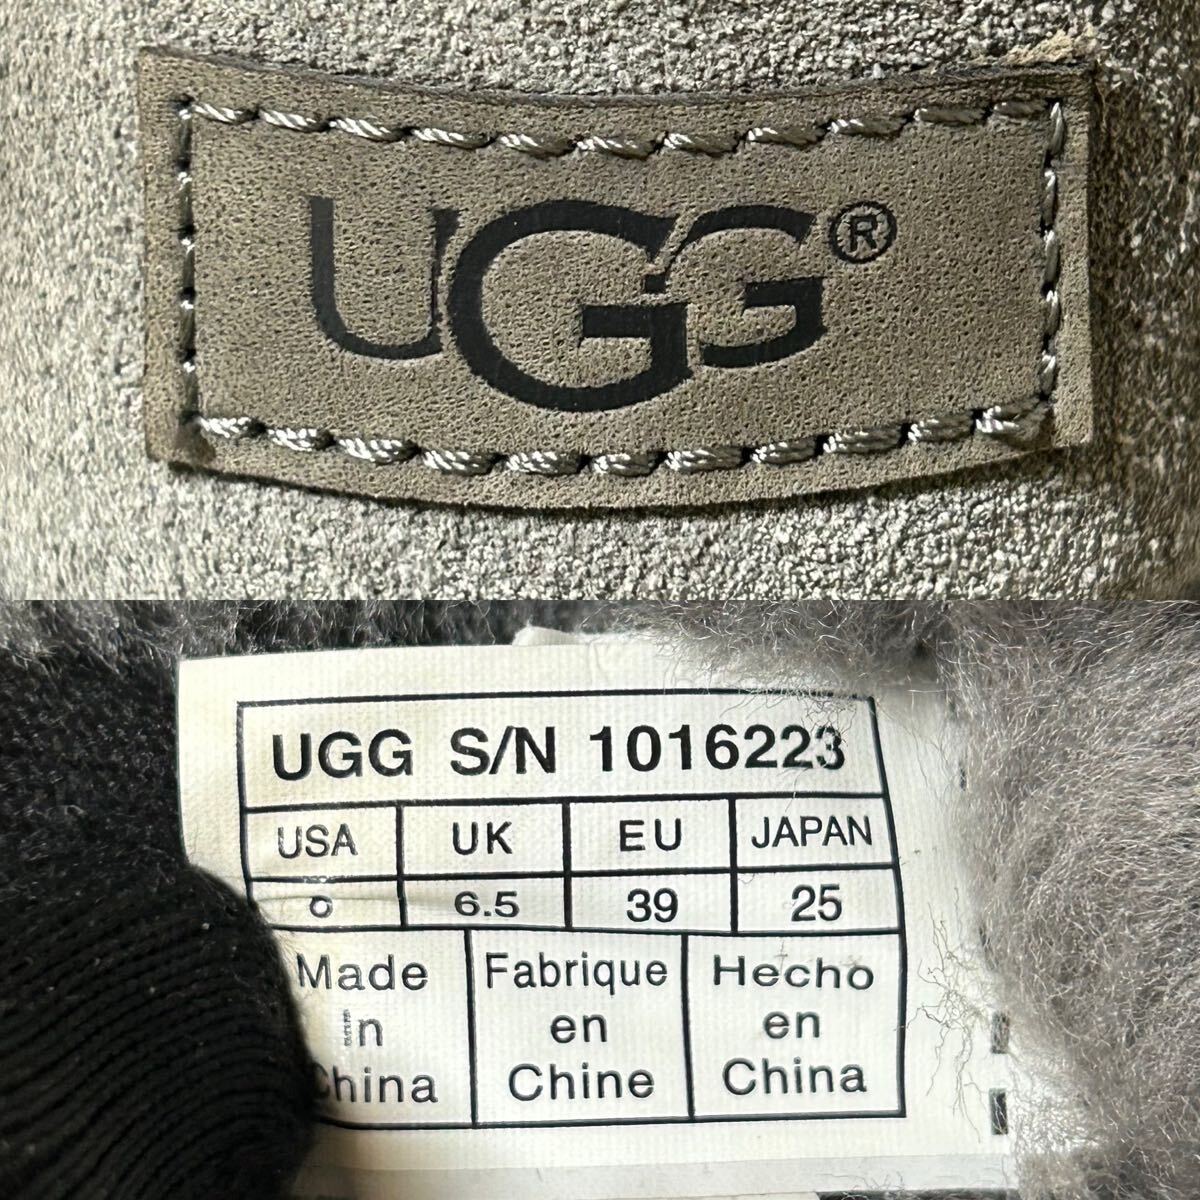 UGG®
UGG S/N 1016223
USA UK EU JAPAN
6.5 39 25
Made Fabrique Hecho
in en en
China Chine China